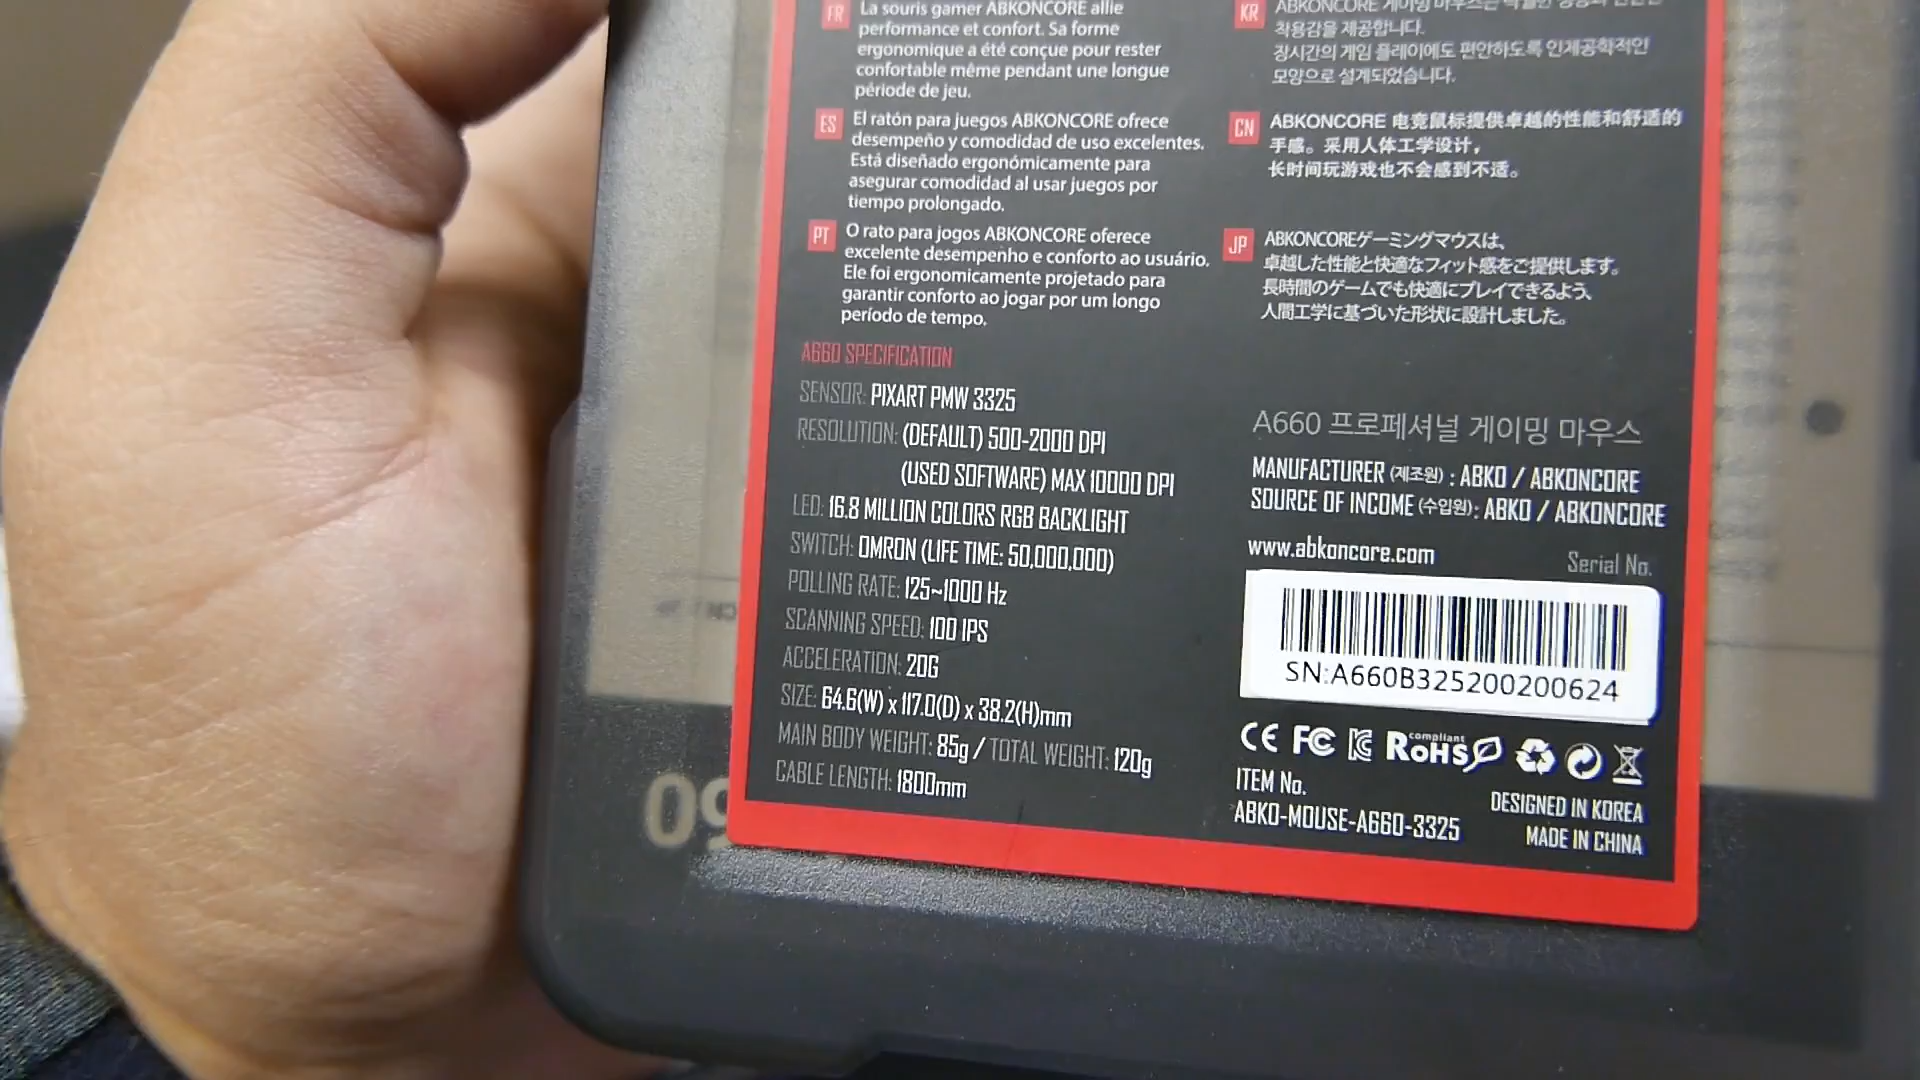 FR
La souris gamer ABKONCORE allie
performance et confort. Sa forme
ergonomique a été conçue pour rester
confortable même pendant une longue
période de jeu.
ES
El ratón para juegos ABKONCORE ofrece
desempeño y comodidad de uso excelentes.
Está diseñado ergonómicamente para
asegurar comodidad al usar juegos por
tiempo prolongado.
PT
O rato para jogos ABKONCORE oferece
excelente desempenho e conforto ao usuário.
Ele foi ergonomicamente projetado para
garantir conforto ao jogar por um longo
período de tempo.
A660 SPECIFICATION
SENSOR: PIXART PMW 3325
RESOLUTION: (DEFAULT) 500-2000 DPI
(USED SOFTWARE) MAX 10000 DPI
LED: 16.8 MILLION COLORS RGB BACKLIGHT
SWITCH: OMRON (LIFE TIME: 50,000,000)
POLLING RATE: 125~1000 Hz
SCANNING SPEED: 100 IPS
ACCELERATION: 20G
SIZE: 64.6(W) x 117.0(D) x 38.2(H)mm
MAIN BODY WEIGHT: 85g / TOTAL WEIGHT: 120g
CABLE LENGTH: 1800mm
KR
ABKONCORE 게이밍 마우스는
착용감을 제공합니다.
장시간의 게임 플레이에도 편안하도록 인체공학적인
모양으로 설계되었습니다.
CN
ABKONCORE 电竞鼠标提供卓越的性能和舒适的
手感。采用人体工学设计，
长时间玩游戏也不会感到不适。
JP
ABKONCOREゲーミングマウスは、
卓越した性能と快適なフィット感をご提供します。
長時間のゲームでも快適にプレイできるよう、
人間工学に基づいた形状に設計しました。
A660 프로페셔널 게이밍 마우스
MANUFACTURER (제조원) : ABKO / ABKONCORE
SOURCE OF INCOME (수입원): ABKO / ABKONCORE
www.abkoncore.com
Serial No.
SN:A660B325200200624
CE FC KC RoHS compliant
ITEM No.
ABKO-MOUSE-A660-3325
DESIGNED IN KOREA
MADE IN CHINA